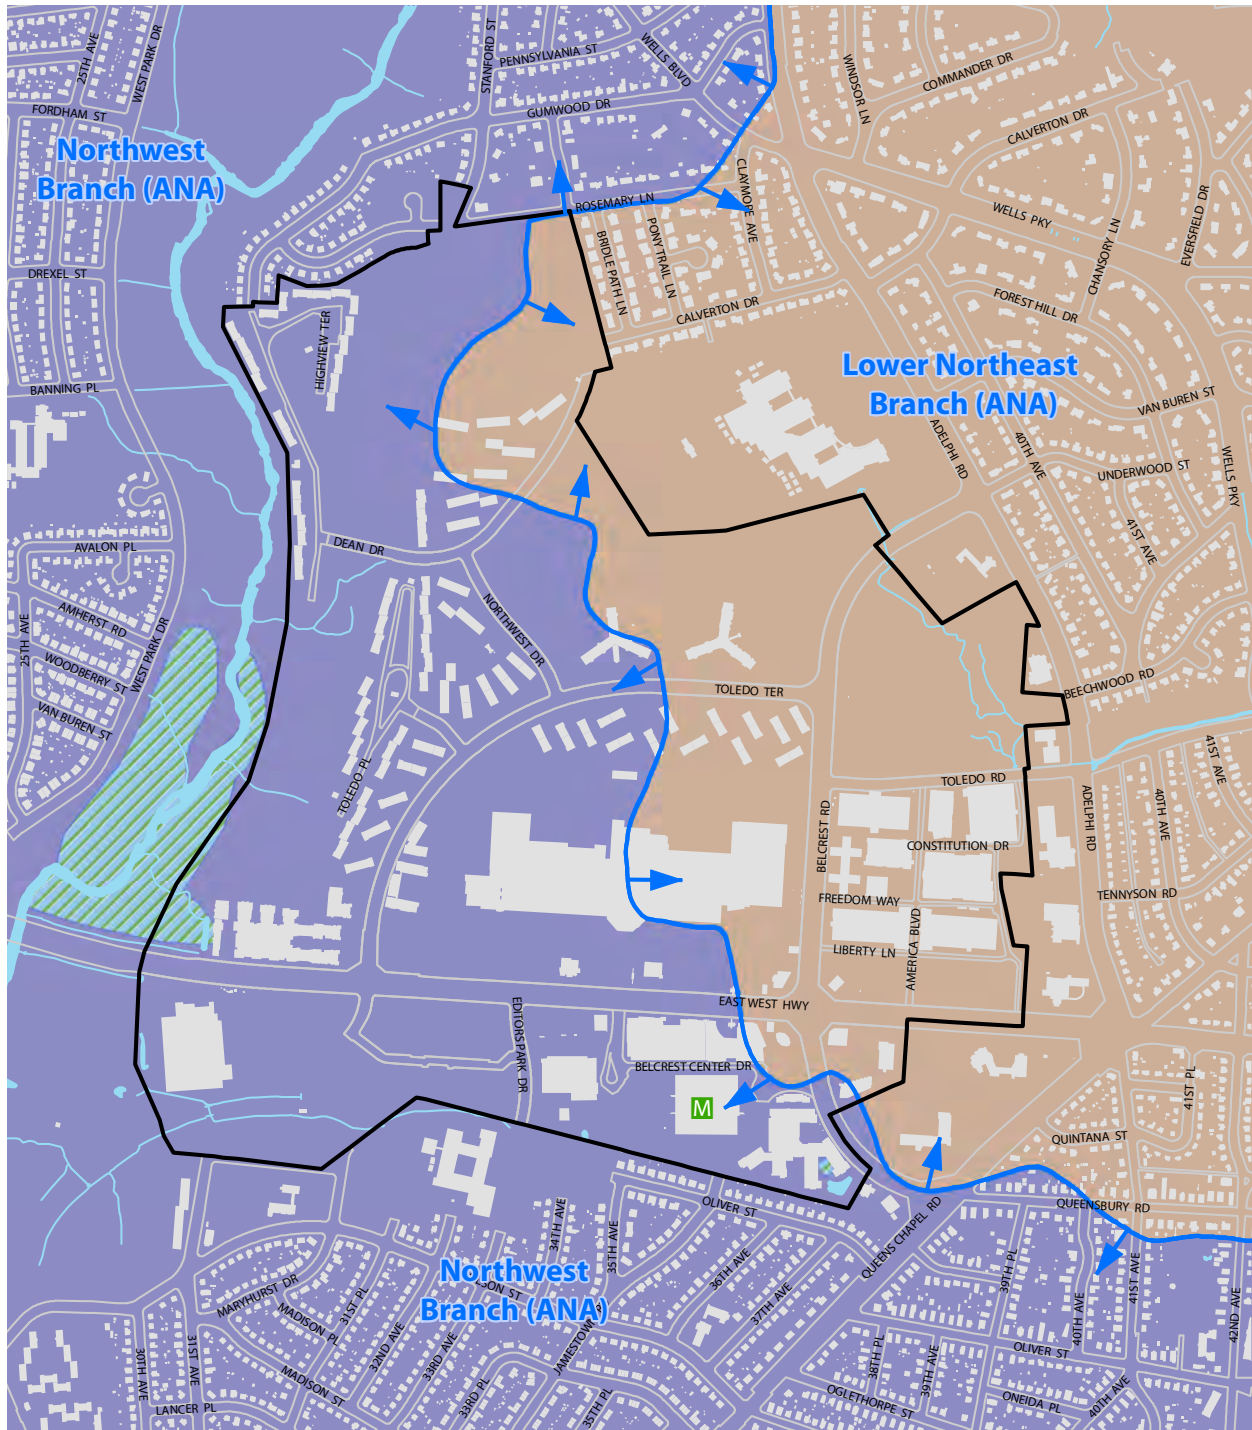 25TH AVE
WEST PARK DR
STANFORD ST
PENNSYLVANIA ST
WELLS BLVD
WINDSOR LN
COMMANDER DR
FORDHAM ST
GUMWOOD DR
CALVERTON DR
Northwest
Branch (ANA)
CLAYMORE AVE
ROSEMARY LN
WELLS PKY
EVERSFIELD DR
CHANSORY LN
BRIDLE PATH LN
PONY TRAIL LN
DREXEL ST
CALVERTON DR
FOREST HILL DR
HIGHVIEW TER
Lower Northeast
Branch (ANA)
BANNING PL
VAN BUREN ST
ADELPHI RD
40TH AVE
UNDERWOOD ST
WELLS PKY
41ST AVE
AVALON PL
DEAN DR
AMHERST RD
NORTHWEST DR
25TH AVE
WOODBERRY ST
WEST PARK DR
VAN BUREN ST
TOLEDO TER
BEECHWOOD RD
41ST AVE
TOLEDO PL
TOLEDO RD
BELCREST RD
ADELPHI RD
40TH AVE
CONSTITUTION DR
FREEDOM WAY
TENNYSON RD
AMERICA BLVD
LIBERTY LN
EAST WEST HWY
EDITORS PARK DR
BELCREST CENTER DR
41ST PL
M
QUINTANA ST
OLIVER ST
QUEENSBURY RD
34TH AVE
35TH AVE
QUEENS CHAPEL RD
Northwest
Branch (ANA)
36TH AVE
39TH PL
41ST AVE
MARYHURST DR
31ST PL
MADISON PL
37TH AVE
40TH AVE
42ND AVE
32ND AVE
33RD AVE
31ST AVE
30TH AVE
38TH PL
39TH AVE
OLIVER ST
MADISON ST
33RD PL
35TH PL
OGLETHORPE ST
ONEIDA PL
40TH AVE
LANCER PL